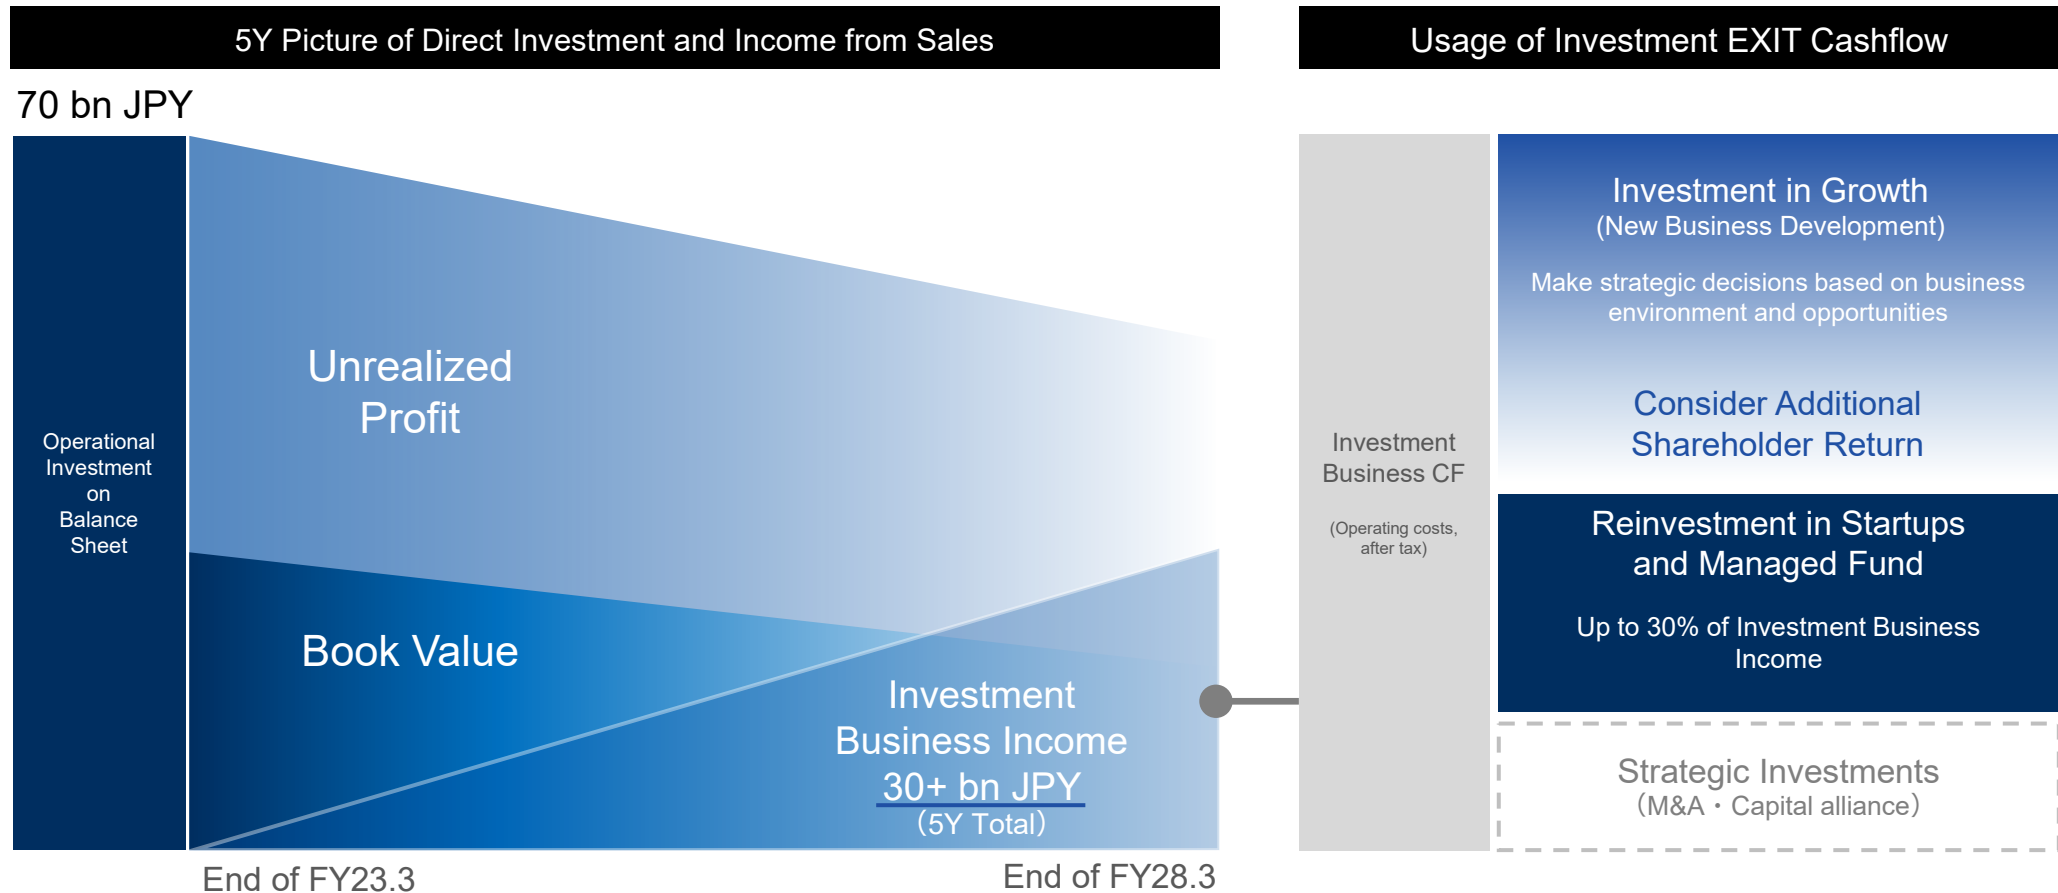 5Y Picture of Direct Investment and Income from Sales
70 bn JPY
Operational
Investment
on
Balance
Sheet
Unrealized
Profit
Book Value
Investment
Business Income
30+ bn JPY
（5Y Total）
End of FY23.3
End of FY28.3
Usage of Investment EXIT Cashflow
Investment
Business CF
(Operating costs,
after tax)
Investment in Growth
(New Business Development)
Make strategic decisions based on business
environment and opportunities
Consider Additional
Shareholder Return
Reinvestment in Startups
and Managed Fund
Up to 30% of Investment Business
Income
Strategic Investments
（M&A・Capital alliance）